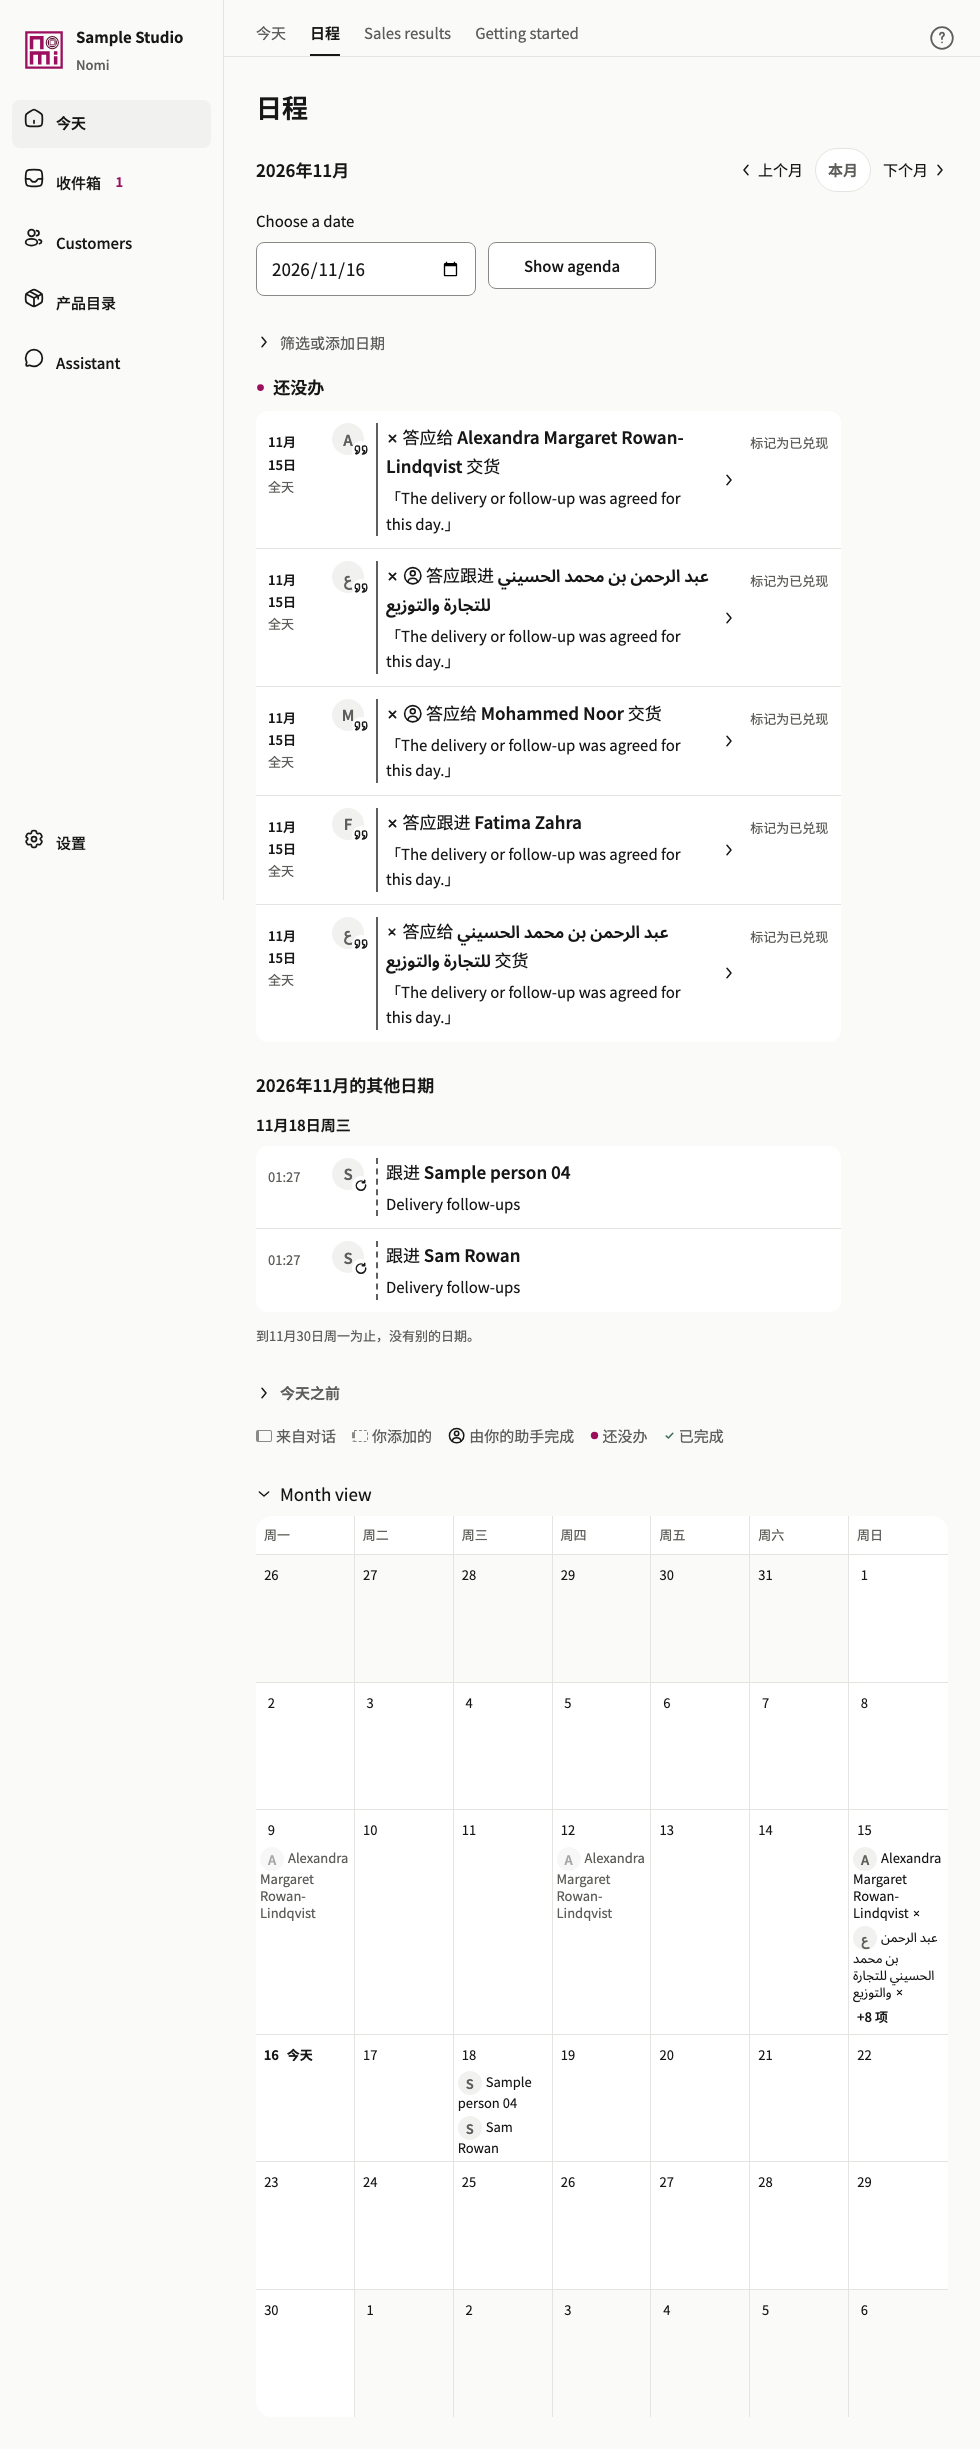 Sample Studio
Nomi
今天
收件箱 1
Customers
产品目录
Assistant
设置
今天 日程 Sales results Getting started
日程
2026年11月
上个月 本月 下个月
Choose a date
2026/11/16
Show agenda
筛选或添加日期
还没办
11月
15日
全天
A
× 答应给 Alexandra Margaret Rowan-
Lindqvist 交货
「The delivery or follow-up was agreed for
this day.」
标记为已兑现
11月
15日
全天
ع
× 答应跟进 عبد الرحمن بن محمد الحسيني
للتجارة والتوزيع
「The delivery or follow-up was agreed for
this day.」
标记为已兑现
11月
15日
全天
M
× 答应给 Mohammed Noor 交货
「The delivery or follow-up was agreed for
this day.」
标记为已兑现
11月
15日
全天
F
× 答应跟进 Fatima Zahra
「The delivery or follow-up was agreed for
this day.」
标记为已兑现
11月
15日
全天
ع
× 答应给 عبد الرحمن بن محمد الحسيني
للتجارة والتوزيع 交货
「The delivery or follow-up was agreed for
this day.」
标记为已兑现
2026年11月的其他日期
11月18日周三
01:27
S
跟进 Sample person 04
Delivery follow-ups
01:27
S
跟进 Sam Rowan
Delivery follow-ups
到11月30日周一为止，没有别的日期。
今天之前
来自对话 你添加的 由你的助手完成 还没办 已完成
Month view
周一 周二 周三 周四 周五 周六 周日
26 27 28 29 30 31 1
2 3 4 5 6 7 8
9 10 11 12 13 14 15
A Alexandra
Margaret
Rowan-
Lindqvist
A Alexandra
Margaret
Rowan-
Lindqvist
A Alexandra
Margaret
Rowan-
Lindqvist ×
ع عبد الرحمن
بن محمد
الحسيني للتجارة
والتوزيع ×
+8 项
16 今天 17 18 19 20 21 22
S Sample
person 04
S Sam
Rowan
23 24 25 26 27 28 29
30 1 2 3 4 5 6